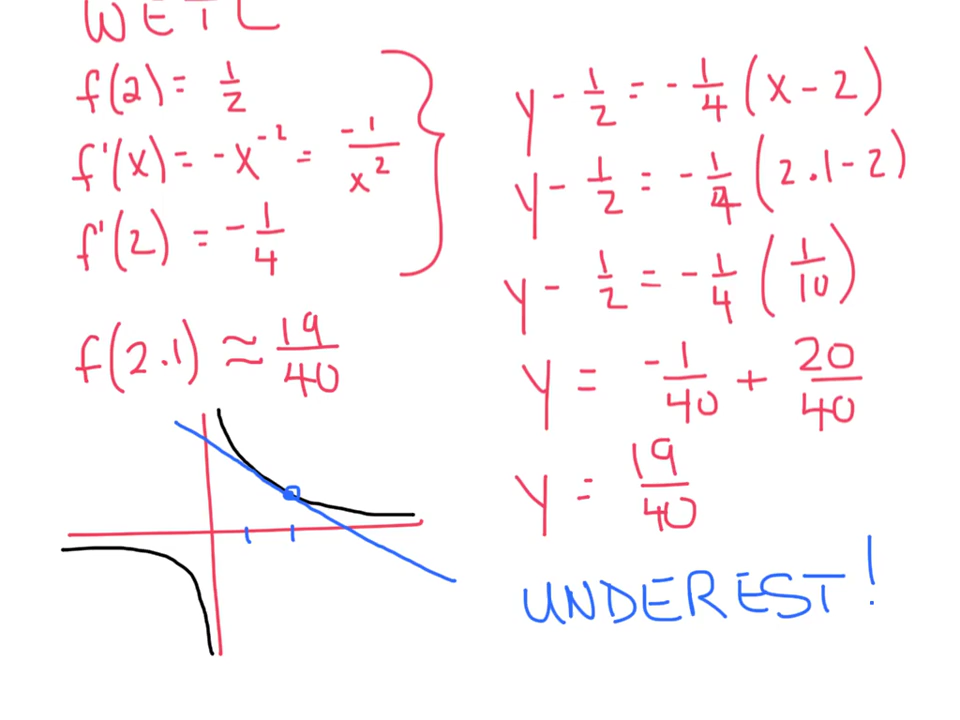 WETL
f(2) = 1/2
f'(x) = -x^-2 = -1/x^2
f'(2) = -1/4
f(2.1) ≈ 19/40
y - 1/2 = -1/4 (x - 2)
y - 1/2 = -1/4 (2.1 - 2)
y - 1/2 = -1/4 (1/10)
y = -1/40 + 20/40
y = 19/40
UNDEREST!